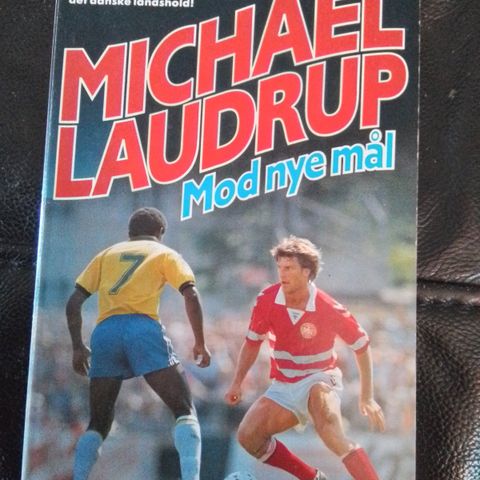 det danske landshold!
MICHAEL
LAUDRUP
Mod nye mål
7